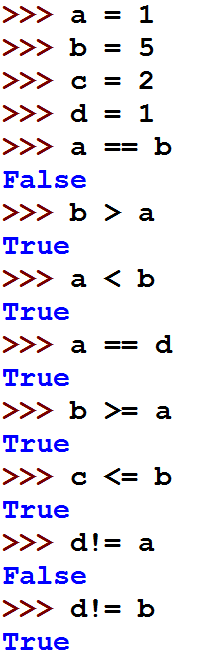 >>> a = 1
>>> b = 5
>>> c = 2
>>> d = 1
>>> a == b
False
>>> b > a
True
>>> a < b
True
>>> a == d
True
>>> b >= a
True
>>> c <= b
True
>>> d!= a
False
>>> d!= b
True